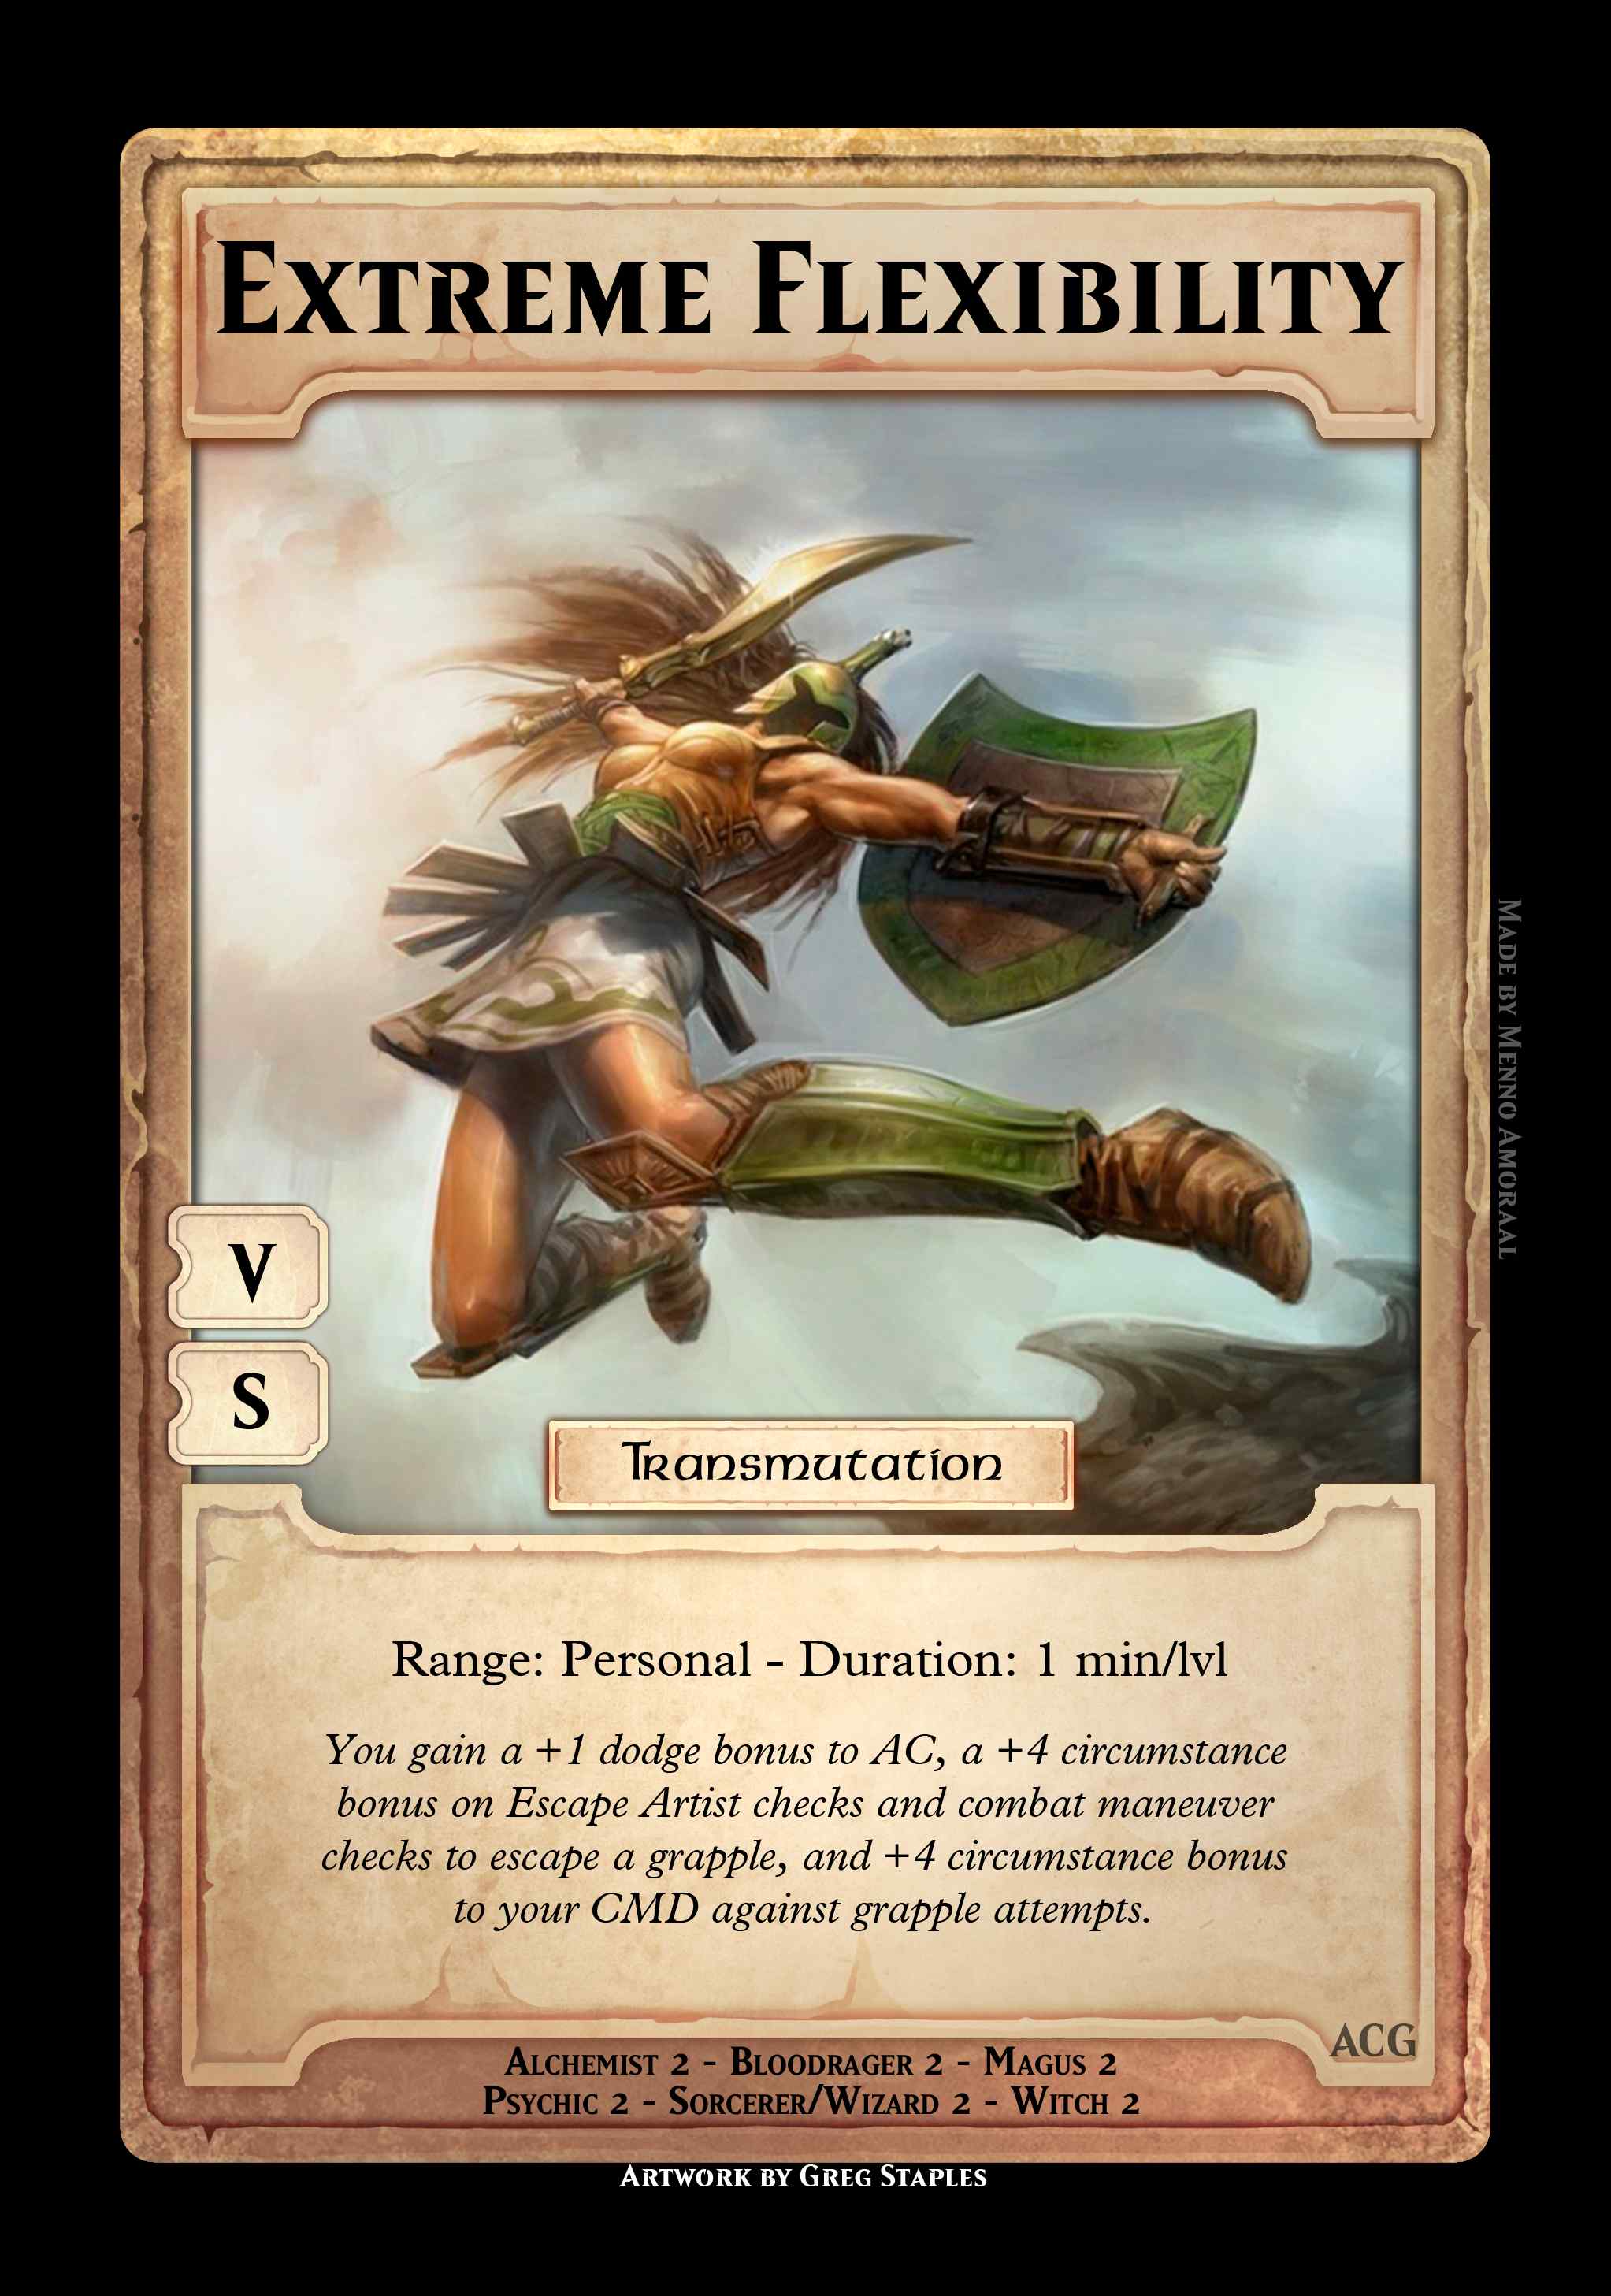 Extreme Flexibility
V
S
Transmutation
Range: Personal - Duration: 1 min/lvl
You gain a +1 dodge bonus to AC, a +4 circumstance
bonus on Escape Artist checks and combat maneuver
checks to escape a grapple, and +4 circumstance bonus
to your CMD against grapple attempts.
ACG
Alchemist 2 - Bloodrager 2 - Magus 2
Psychic 2 - Sorcerer/Wizard 2 - Witch 2
Artwork by Greg Staples
Made by Menno Amoraal